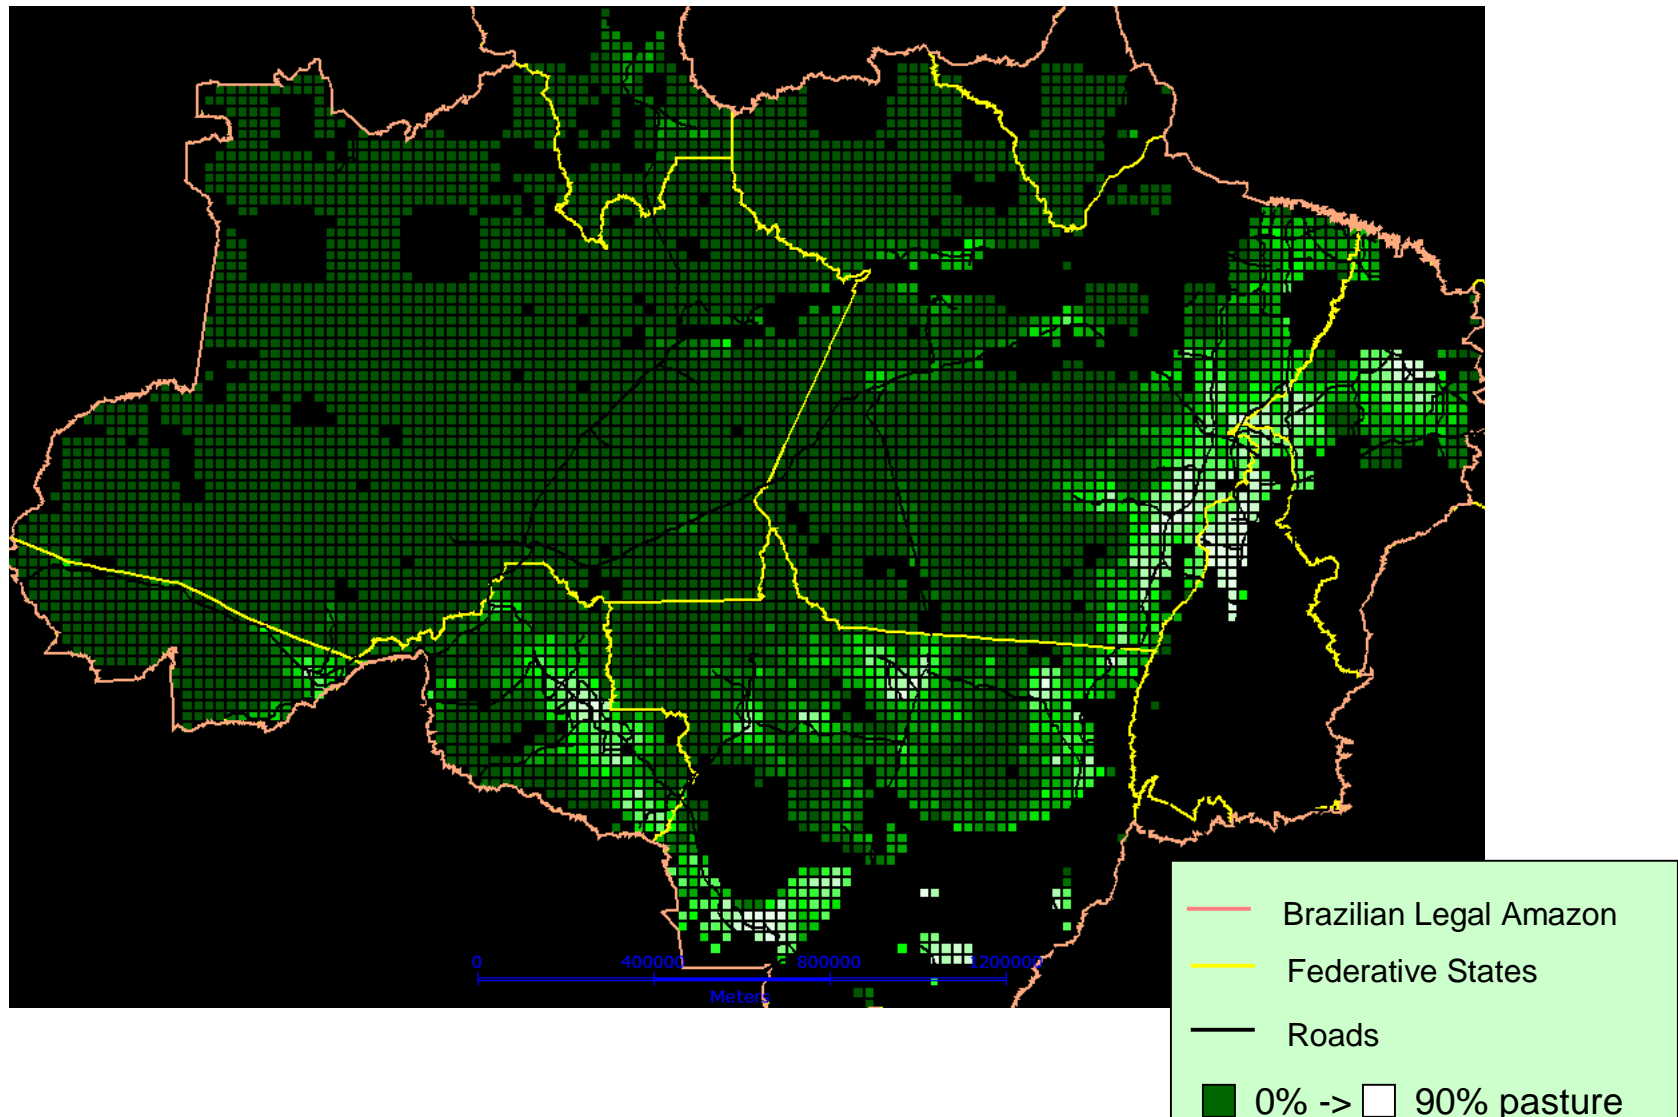 0 400000 800000 1200000
Meters
Brazilian Legal Amazon
Federative States
Roads
0% -> 90% pasture